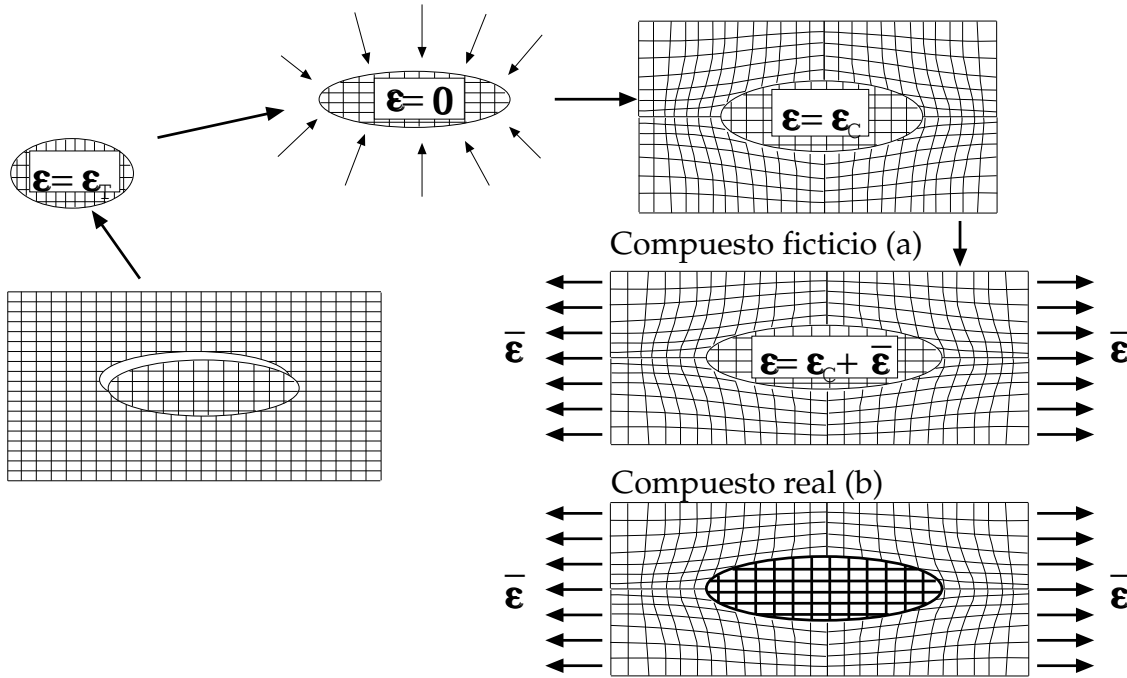 ε= 0
ε= ε_C
ε= ε_T
Compuesto ficticio (a)
ε̅ ε= ε_C+ ε̅ ε̅
Compuesto real (b)
ε̅ ε̅